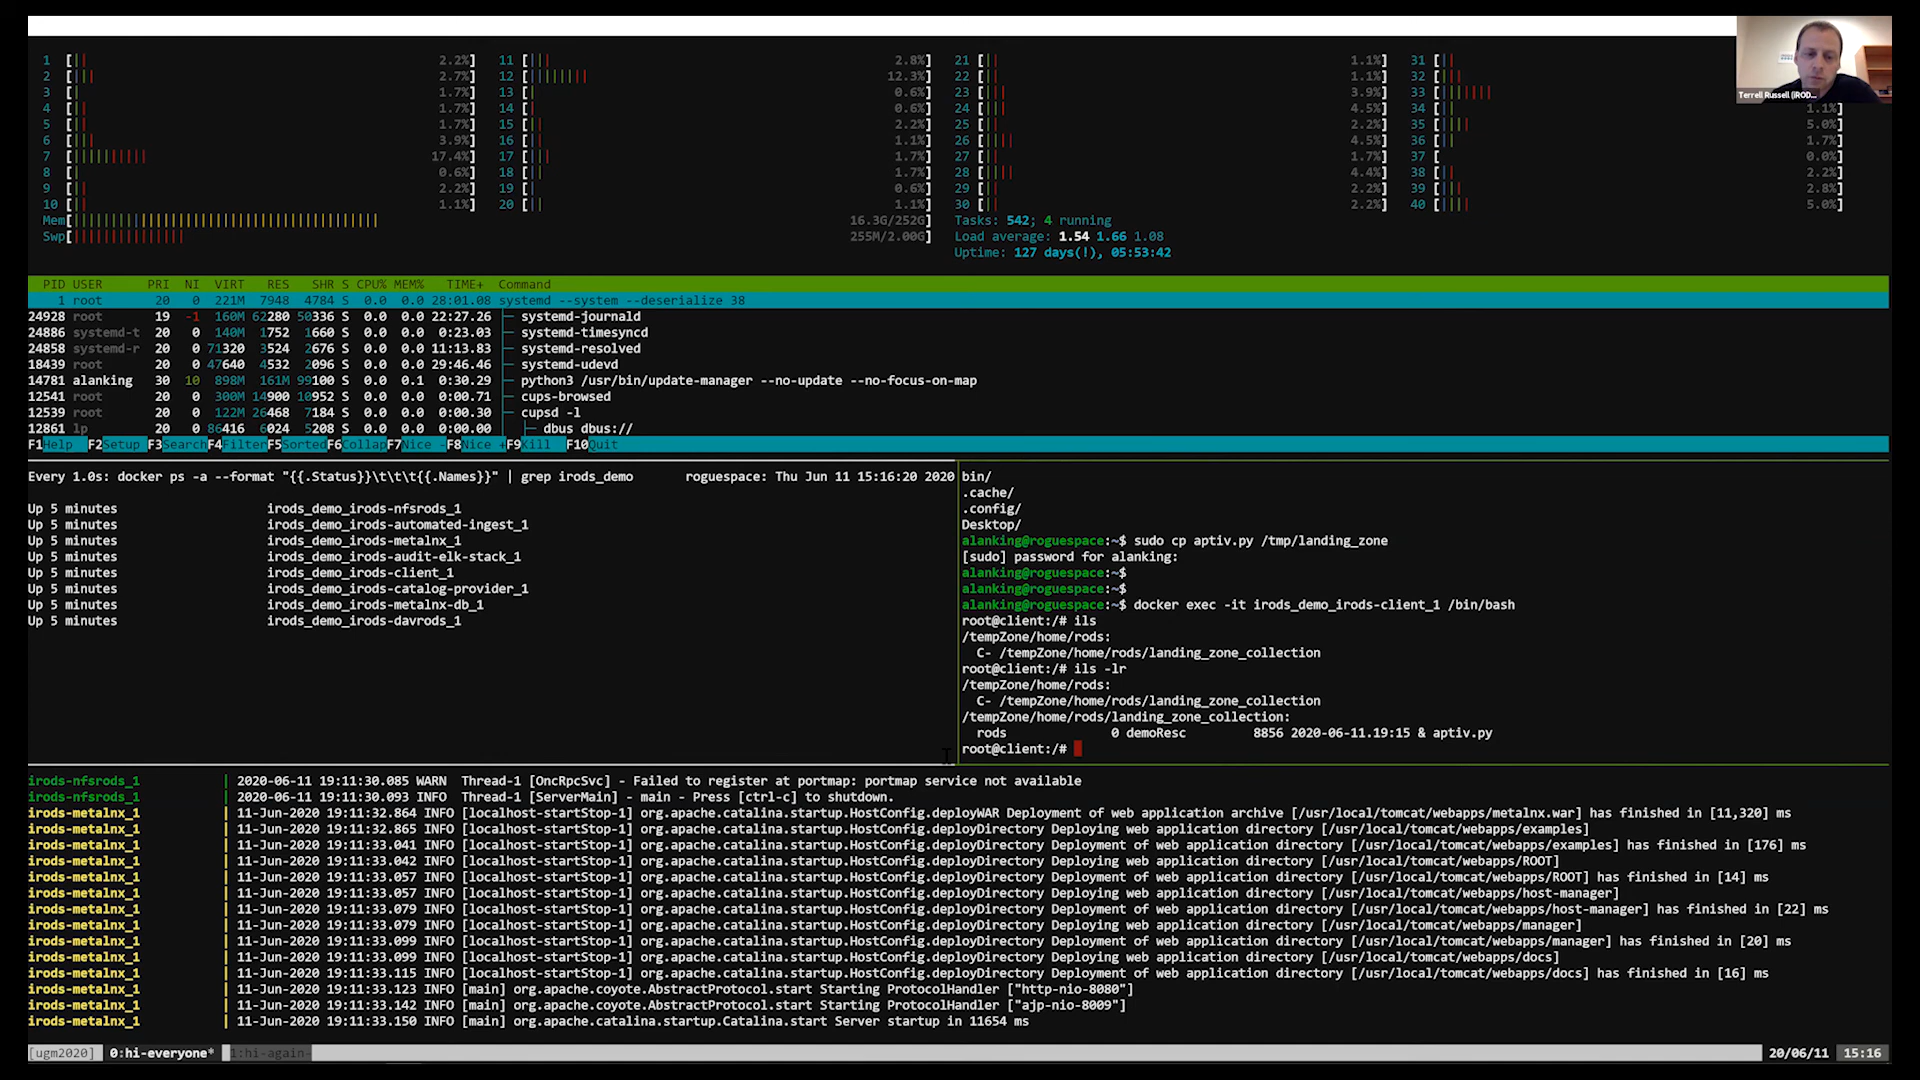 Terrell Russell (iROD...
1 [ 2.2%] 11 [ 2.8%] 21 [ 1.1%] 31 [
2 [ 2.7%] 12 [ 12.3%] 22 [ 1.1%] 32 [
3 [ 1.7%] 13 [ 0.6%] 23 [ 3.9%] 33 [
4 [ 1.7%] 14 [ 0.6%] 24 [ 4.5%] 34 [ 1.1%]
5 [ 1.7%] 15 [ 2.2%] 25 [ 2.2%] 35 [ 5.0%]
6 [ 3.9%] 16 [ 1.1%] 26 [ 4.5%] 36 [ 1.7%]
7 [ 17.4%] 17 [ 1.7%] 27 [ 1.7%] 37 [ 0.0%]
8 [ 0.6%] 18 [ 1.7%] 28 [ 4.4%] 38 [ 2.2%]
9 [ 2.2%] 19 [ 0.6%] 29 [ 2.2%] 39 [ 2.8%]
10 [ 1.1%] 20 [ 1.1%] 30 [ 2.2%] 40 [ 5.0%]
Mem[ 16.3G/252G] Tasks: 542; 4 running
Swp[ 255M/2.00G] Load average: 1.54 1.66 1.08
Uptime: 127 days(!), 05:53:42
PID USER PRI NI VIRT RES SHR S CPU% MEM% TIME+ Command
1 root 20 0 221M 7948 4784 S 0.0 0.0 28:01.08 systemd --system --deserialize 38
24928 root 19 -1 160M 62280 50336 S 0.0 0.0 22:27.26 ├─ systemd-journald
24886 systemd-t 20 0 140M 1752 1660 S 0.0 0.0 0:23.03 ├─ systemd-timesyncd
24858 systemd-r 20 0 71320 3524 2676 S 0.0 0.0 11:13.83 ├─ systemd-resolved
18439 root 20 0 47640 4532 2096 S 0.0 0.0 29:46.46 ├─ systemd-udevd
14781 alanking 30 10 898M 161M 99100 S 0.0 0.1 0:30.29 ├─ python3 /usr/bin/update-manager --no-update --no-focus-on-map
12541 root 20 0 300M 14900 10952 S 0.0 0.0 0:00.71 ├─ cups-browsed
12539 root 20 0 122M 26468 7184 S 0.0 0.0 0:00.30 ├─ cupsd -l
12861 lp 20 0 86416 6024 5208 S 0.0 0.0 0:00.00 │ ├─ dbus dbus://
F1Help F2Setup F3SearchF4FilterF5SortedF6CollapF7Nice -F8Nice +F9Kill F10Quit
Every 1.0s: docker ps -a --format "{{.Status}}\t\t\t{{.Names}}" | grep irods_demo roguespace: Thu Jun 11 15:16:20 2020
Up 5 minutes irods_demo_irods-nfsrods_1
Up 5 minutes irods_demo_irods-automated-ingest_1
Up 5 minutes irods_demo_irods-metalnx_1
Up 5 minutes irods_demo_irods-audit-elk-stack_1
Up 5 minutes irods_demo_irods-client_1
Up 5 minutes irods_demo_irods-catalog-provider_1
Up 5 minutes irods_demo_irods-metalnx-db_1
Up 5 minutes irods_demo_irods-davrods_1
bin/
.cache/
.config/
Desktop/
alanking@roguespace:~$ sudo cp aptiv.py /tmp/landing_zone
[sudo] password for alanking:
alanking@roguespace:~$
alanking@roguespace:~$
alanking@roguespace:~$ docker exec -it irods_demo_irods-client_1 /bin/bash
root@client:/# ils
/tempZone/home/rods:
C- /tempZone/home/rods/landing_zone_collection
root@client:/# ils -lr
/tempZone/home/rods:
C- /tempZone/home/rods/landing_zone_collection
/tempZone/home/rods/landing_zone_collection:
rods 0 demoResc 8856 2020-06-11.19:15 & aptiv.py
root@client:/#
irods-nfsrods_1 | 2020-06-11 19:11:30.085 WARN Thread-1 [OncRpcSvc] - Failed to register at portmap: portmap service not available
irods-nfsrods_1 | 2020-06-11 19:11:30.093 INFO Thread-1 [ServerMain] - main - Press [ctrl-c] to shutdown.
irods-metalnx_1 | 11-Jun-2020 19:11:32.864 INFO [localhost-startStop-1] org.apache.catalina.startup.HostConfig.deployWAR Deployment of web application archive [/usr/local/tomcat/webapps/metalnx.war] has finished in [11,320] ms
irods-metalnx_1 | 11-Jun-2020 19:11:32.865 INFO [localhost-startStop-1] org.apache.catalina.startup.HostConfig.deployDirectory Deploying web application directory [/usr/local/tomcat/webapps/examples]
irods-metalnx_1 | 11-Jun-2020 19:11:33.041 INFO [localhost-startStop-1] org.apache.catalina.startup.HostConfig.deployDirectory Deployment of web application directory [/usr/local/tomcat/webapps/examples] has finished in [176] ms
irods-metalnx_1 | 11-Jun-2020 19:11:33.042 INFO [localhost-startStop-1] org.apache.catalina.startup.HostConfig.deployDirectory Deploying web application directory [/usr/local/tomcat/webapps/ROOT]
irods-metalnx_1 | 11-Jun-2020 19:11:33.057 INFO [localhost-startStop-1] org.apache.catalina.startup.HostConfig.deployDirectory Deployment of web application directory [/usr/local/tomcat/webapps/ROOT] has finished in [14] ms
irods-metalnx_1 | 11-Jun-2020 19:11:33.057 INFO [localhost-startStop-1] org.apache.catalina.startup.HostConfig.deployDirectory Deploying web application directory [/usr/local/tomcat/webapps/host-manager]
irods-metalnx_1 | 11-Jun-2020 19:11:33.079 INFO [localhost-startStop-1] org.apache.catalina.startup.HostConfig.deployDirectory Deployment of web application directory [/usr/local/tomcat/webapps/host-manager] has finished in [22] ms
irods-metalnx_1 | 11-Jun-2020 19:11:33.079 INFO [localhost-startStop-1] org.apache.catalina.startup.HostConfig.deployDirectory Deploying web application directory [/usr/local/tomcat/webapps/manager]
irods-metalnx_1 | 11-Jun-2020 19:11:33.099 INFO [localhost-startStop-1] org.apache.catalina.startup.HostConfig.deployDirectory Deployment of web application directory [/usr/local/tomcat/webapps/manager] has finished in [20] ms
irods-metalnx_1 | 11-Jun-2020 19:11:33.099 INFO [localhost-startStop-1] org.apache.catalina.startup.HostConfig.deployDirectory Deploying web application directory [/usr/local/tomcat/webapps/docs]
irods-metalnx_1 | 11-Jun-2020 19:11:33.115 INFO [localhost-startStop-1] org.apache.catalina.startup.HostConfig.deployDirectory Deployment of web application directory [/usr/local/tomcat/webapps/docs] has finished in [16] ms
irods-metalnx_1 | 11-Jun-2020 19:11:33.123 INFO [main] org.apache.coyote.AbstractProtocol.start Starting ProtocolHandler ["http-nio-8080"]
irods-metalnx_1 | 11-Jun-2020 19:11:33.142 INFO [main] org.apache.coyote.AbstractProtocol.start Starting ProtocolHandler ["ajp-nio-8009"]
irods-metalnx_1 | 11-Jun-2020 19:11:33.150 INFO [main] org.apache.catalina.startup.Catalina.start Server startup in 11654 ms
[ugm2020] 0:hi-everyone* 1:hi-again- 20/06/11 15:16